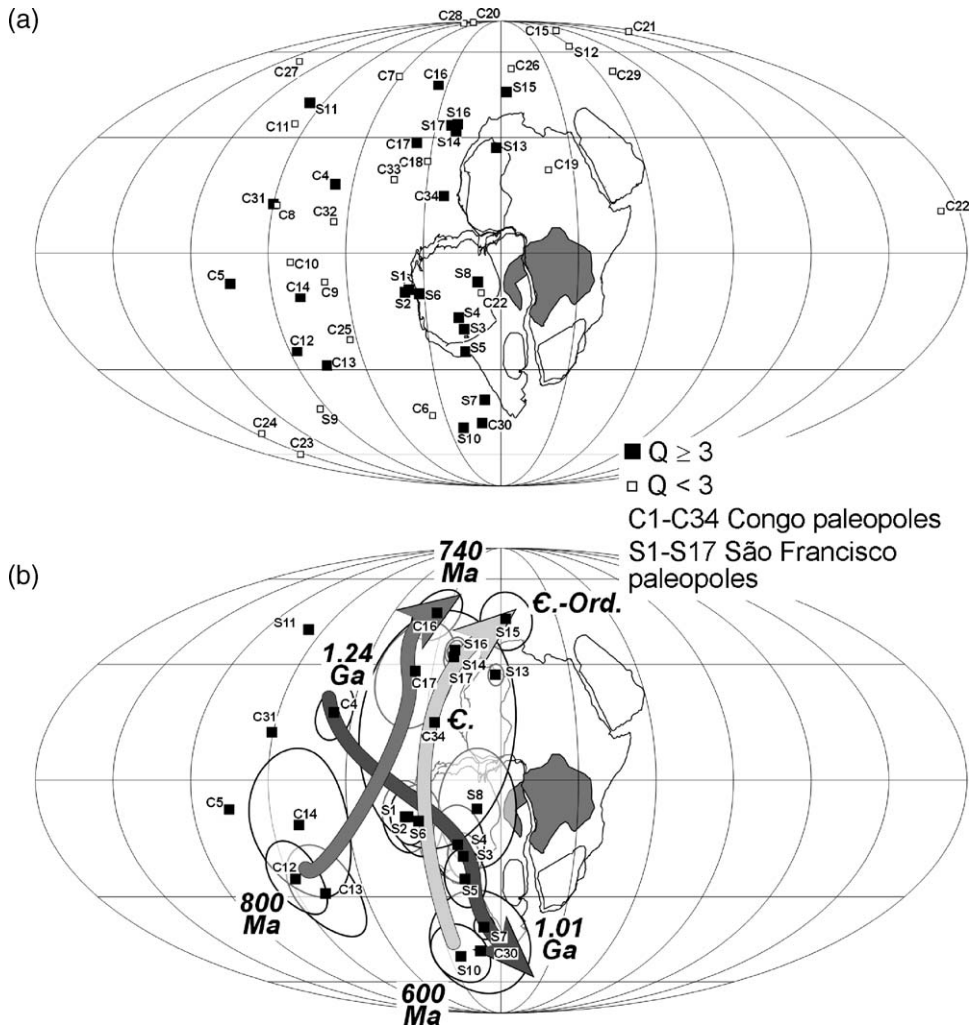 (a)
C28
C20
C15
C21
S12
C27
C7
C16
C26
C29
S15
S11
C11
S16
S17
S14
C17
S13
C18
C19
C33
C4
C34
C31
C8
C32
C22
C10
C5
C9
C14
S1
S2
S6
S8
C22
S4
S3
C25
C12
S5
C13
S9
C6
S7
C30
C24
S10
C23
Q ≥ 3
Q < 3
C1-C34 Congo paleopoles
S1-S17 São Francisco
paleopoles
(b)
740
Ma
Є.-Ord.
C16
S15
S11
1.24
Ga
S16
S14
S17
C17
S13
C4
C31
C34
Є.
C5
C14
S1
S2
S6
S8
S4
S3
C12
C13
S5
800
Ma
S7
1.01
Ga
C30
S10
600
Ma